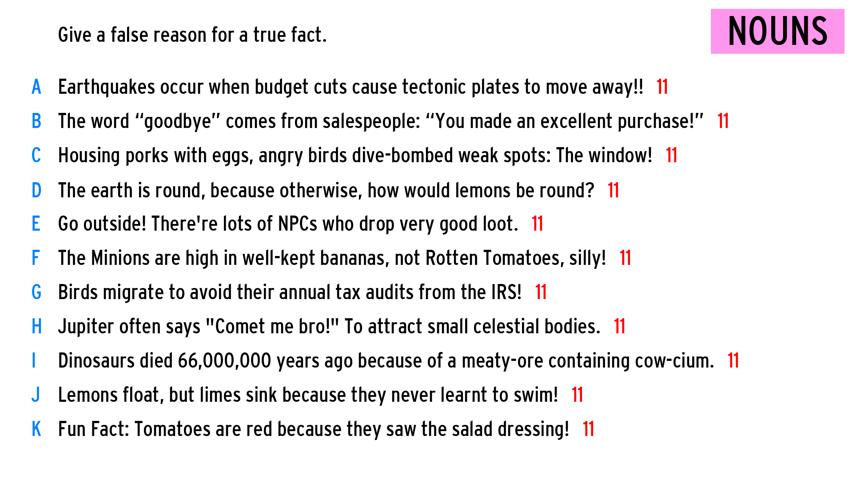 Give a false reason for a true fact.
NOUNS
A Earthquakes occur when budget cuts cause tectonic plates to move away!! 11
B The word “goodbye” comes from salespeople: “You made an excellent purchase!” 11
C Housing porks with eggs, angry birds dive-bombed weak spots: The window! 11
D The earth is round, because otherwise, how would lemons be round? 11
E Go outside! There're lots of NPCs who drop very good loot. 11
F The Minions are high in well-kept bananas, not Rotten Tomatoes, silly! 11
G Birds migrate to avoid their annual tax audits from the IRS! 11
H Jupiter often says "Comet me bro!" To attract small celestial bodies. 11
I Dinosaurs died 66,000,000 years ago because of a meaty-ore containing cow-cium. 11
J Lemons float, but limes sink because they never learnt to swim! 11
K Fun Fact: Tomatoes are red because they saw the salad dressing! 11